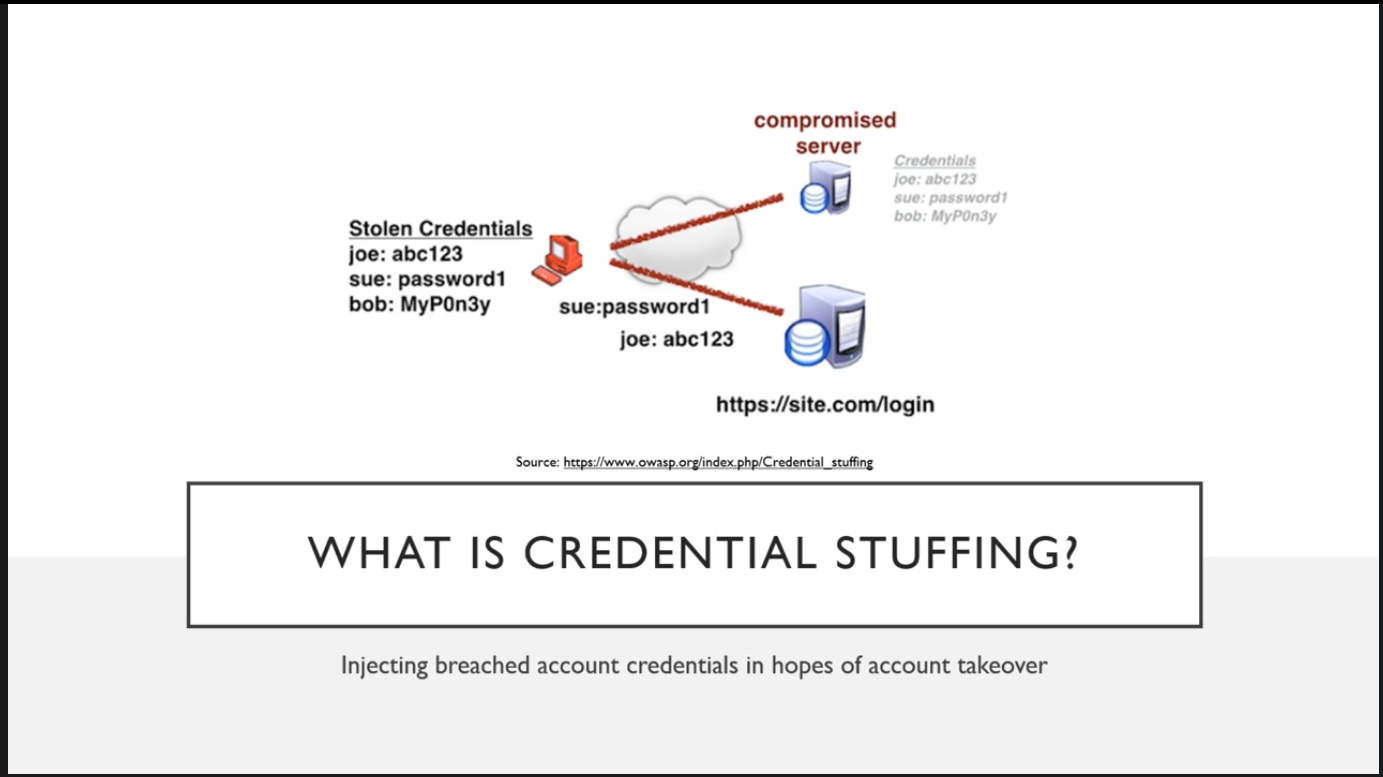 compromised
server
Credentials
joe: abc123
sue: password1
bob: MyP0n3y
Stolen Credentials
joe: abc123
sue: password1
bob: MyP0n3y
sue:password1
joe: abc123
https://site.com/login
Source: https://www.owasp.org/index.php/Credential_stuffing
WHAT IS CREDENTIAL STUFFING?
Injecting breached account credentials in hopes of account takeover